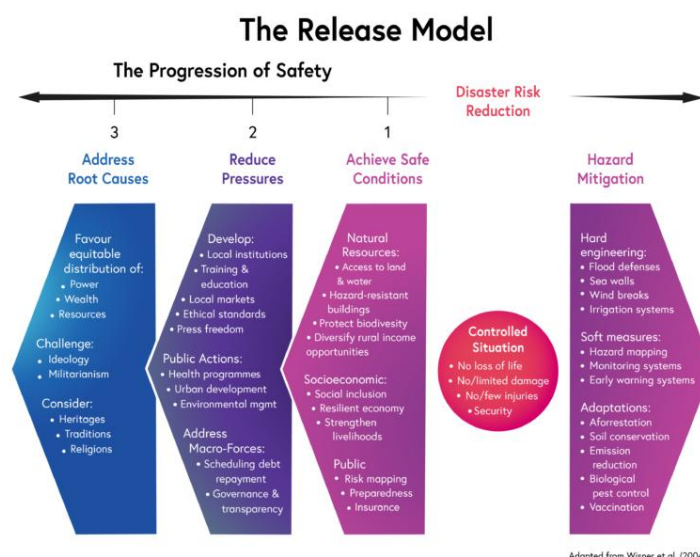 The Release Model
The Progression of Safety
Disaster Risk
Reduction
3
2
1
Address
Root Causes
Favour
equitable
distribution of:
• Power
• Wealth
• Resources
Challenge:
• Ideology
• Militarianism
Consider:
• Heritages
• Traditions
• Religions
Reduce
Pressures
Develop:
• Local institutions
• Training &
education
• Local markets
• Ethical standards
• Press freedom
Public Actions:
• Health programmes
• Urban development
• Environmental mgmt
Address
Macro-Forces:
• Scheduling debt
repayment
• Governance &
transparency
Achieve Safe
Conditions
Natural
Resources:
• Access to land
& water
• Hazard-resistant
buildings
• Protect biodivesity
• Diversify rural income
opportunities
Socioeconomic:
• Social inclusion
• Resilient economy
• Strengthen
livelihoods
Public
• Risk mapping
• Preparedness
• Insurance
Controlled
Situation
• No loss of life
• No/limited damage
• No/few injuries
• Security
Hazard
Mitigation
Hard
engineering:
• Flood defenses
• Sea walls
• Wind breaks
• Irrigation systems
Soft measures:
• Hazard mapping
• Monitoring systems
• Early warning systems
Adaptations:
• Aforrestation
• Soil conservation
• Emission
reduction
• Biological
pest control
• Vaccination
Adapted from Wisner et al. (200